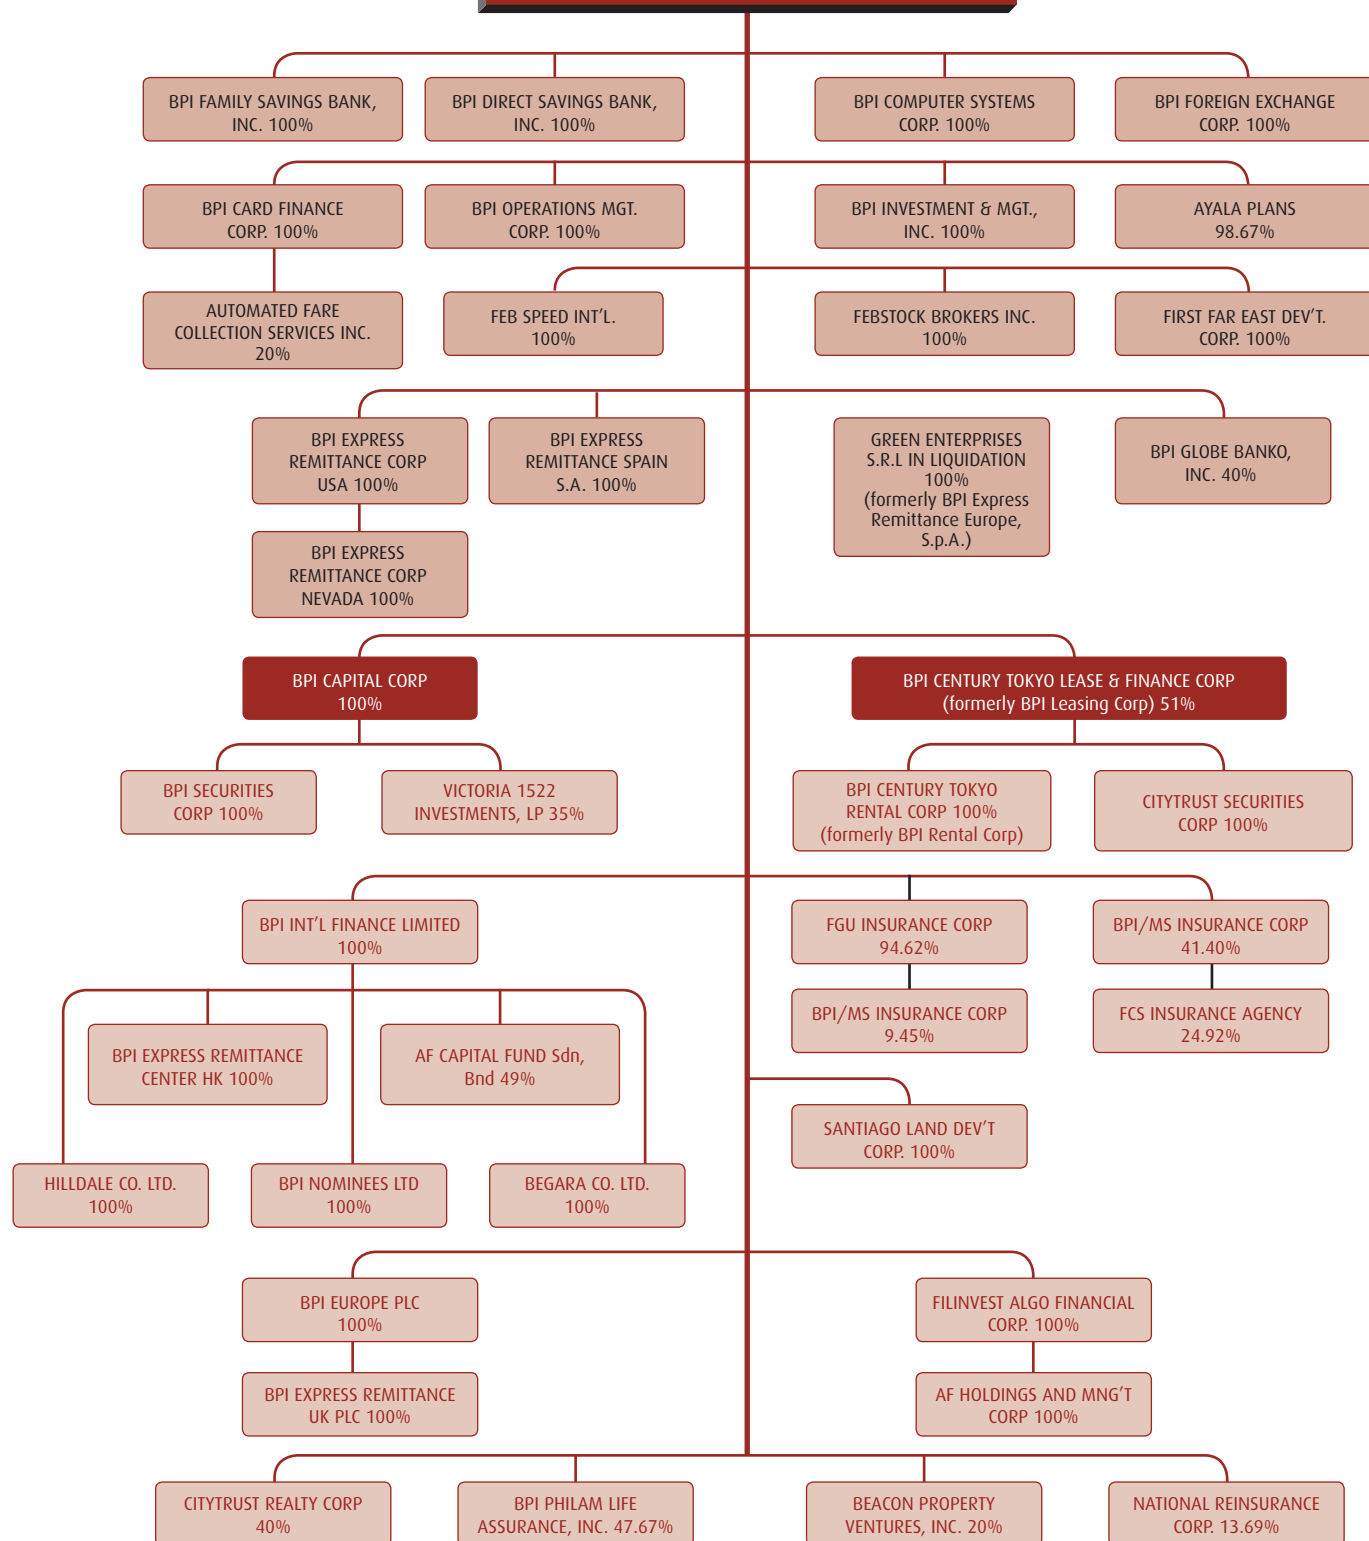 BPI FAMILY SAVINGS BANK,
INC. 100%
BPI DIRECT SAVINGS BANK,
INC. 100%
BPI COMPUTER SYSTEMS
CORP. 100%
BPI FOREIGN EXCHANGE
CORP. 100%
BPI CARD FINANCE
CORP. 100%
BPI OPERATIONS MGT.
CORP. 100%
BPI INVESTMENT & MGT.,
INC. 100%
AYALA PLANS
98.67%
AUTOMATED FARE
COLLECTION SERVICES INC.
20%
FEB SPEED INT'L.
100%
FEBSTOCK BROKERS INC.
100%
FIRST FAR EAST DEV'T.
CORP. 100%
BPI EXPRESS
REMITTANCE CORP
USA 100%
BPI EXPRESS
REMITTANCE SPAIN
S.A. 100%
GREEN ENTERPRISES
S.R.L IN LIQUIDATION
100%
(formerly BPI Express
Remittance Europe,
S.p.A.)
BPI GLOBE BANKO,
INC. 40%
BPI EXPRESS
REMITTANCE CORP
NEVADA 100%
BPI CAPITAL CORP
100%
BPI CENTURY TOKYO LEASE & FINANCE CORP
(formerly BPI Leasing Corp) 51%
BPI SECURITIES
CORP 100%
VICTORIA 1522
INVESTMENTS, LP 35%
BPI CENTURY TOKYO
RENTAL CORP 100%
(formerly BPI Rental Corp)
CITYTRUST SECURITIES
CORP 100%
BPI INT'L FINANCE LIMITED
100%
FGU INSURANCE CORP
94.62%
BPI/MS INSURANCE CORP
41.40%
BPI/MS INSURANCE CORP
9.45%
FCS INSURANCE AGENCY
24.92%
BPI EXPRESS REMITTANCE
CENTER HK 100%
AF CAPITAL FUND Sdn,
Bnd 49%
SANTIAGO LAND DEV'T
CORP. 100%
HILLDALE CO. LTD.
100%
BPI NOMINEES LTD
100%
BEGARA CO. LTD.
100%
BPI EUROPE PLC
100%
FILINVEST ALGO FINANCIAL
CORP. 100%
BPI EXPRESS REMITTANCE
UK PLC 100%
AF HOLDINGS AND MNG'T
CORP 100%
CITYTRUST REALTY CORP
40%
BPI PHILAM LIFE
ASSURANCE, INC. 47.67%
BEACON PROPERTY
VENTURES, INC. 20%
NATIONAL REINSURANCE
CORP. 13.69%